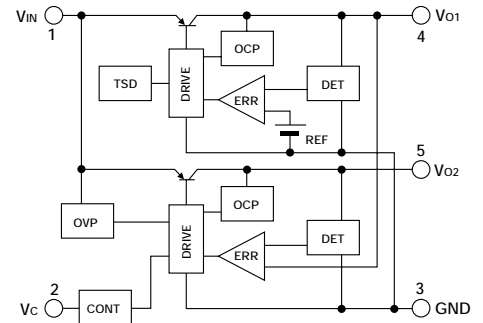 VIN
1
VO1
4
OCP
TSD
DRIVE
ERR
DET
REF
5
VO2
OCP
OVP
DRIVE
ERR
DET
2
VC
CONT
3
GND